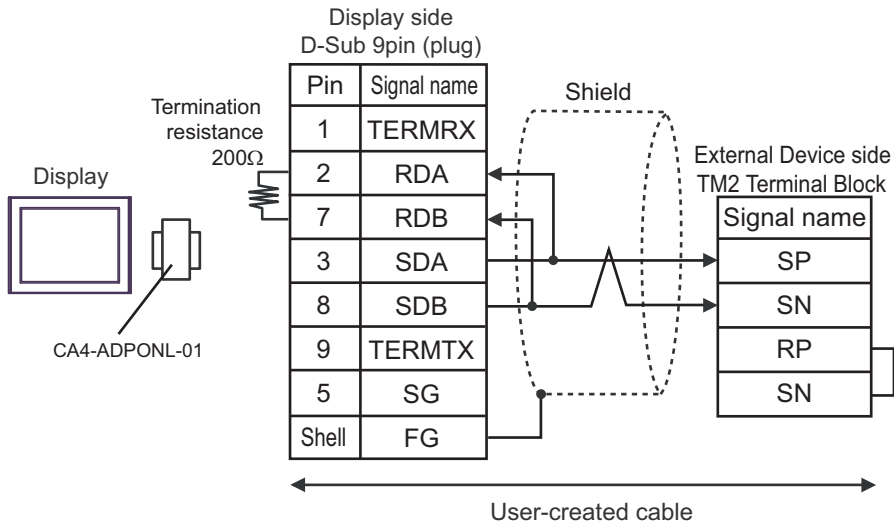 Display side
D-Sub 9pin (plug)
Pin Signal name
1 TERMRX
2 RDA
7 RDB
3 SDA
8 SDB
9 TERMTX
5 SG
Shell FG
Termination
resistance
200Ω
Display
CA4-ADPONL-01
Shield
External Device side
TM2 Terminal Block
Signal name
SP
SN
RP
SN
User-created cable